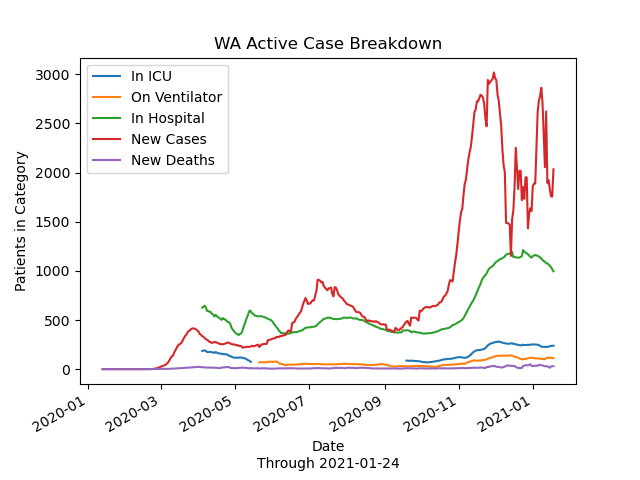 WA Active Case Breakdown
In ICU
On Ventilator
In Hospital
New Cases
New Deaths
Patients in Category
3000
2500
2000
1500
1000
500
0
2020-01
2020-03
2020-05
2020-07
2020-09
2020-11
2021-01
Date
Through 2021-01-24